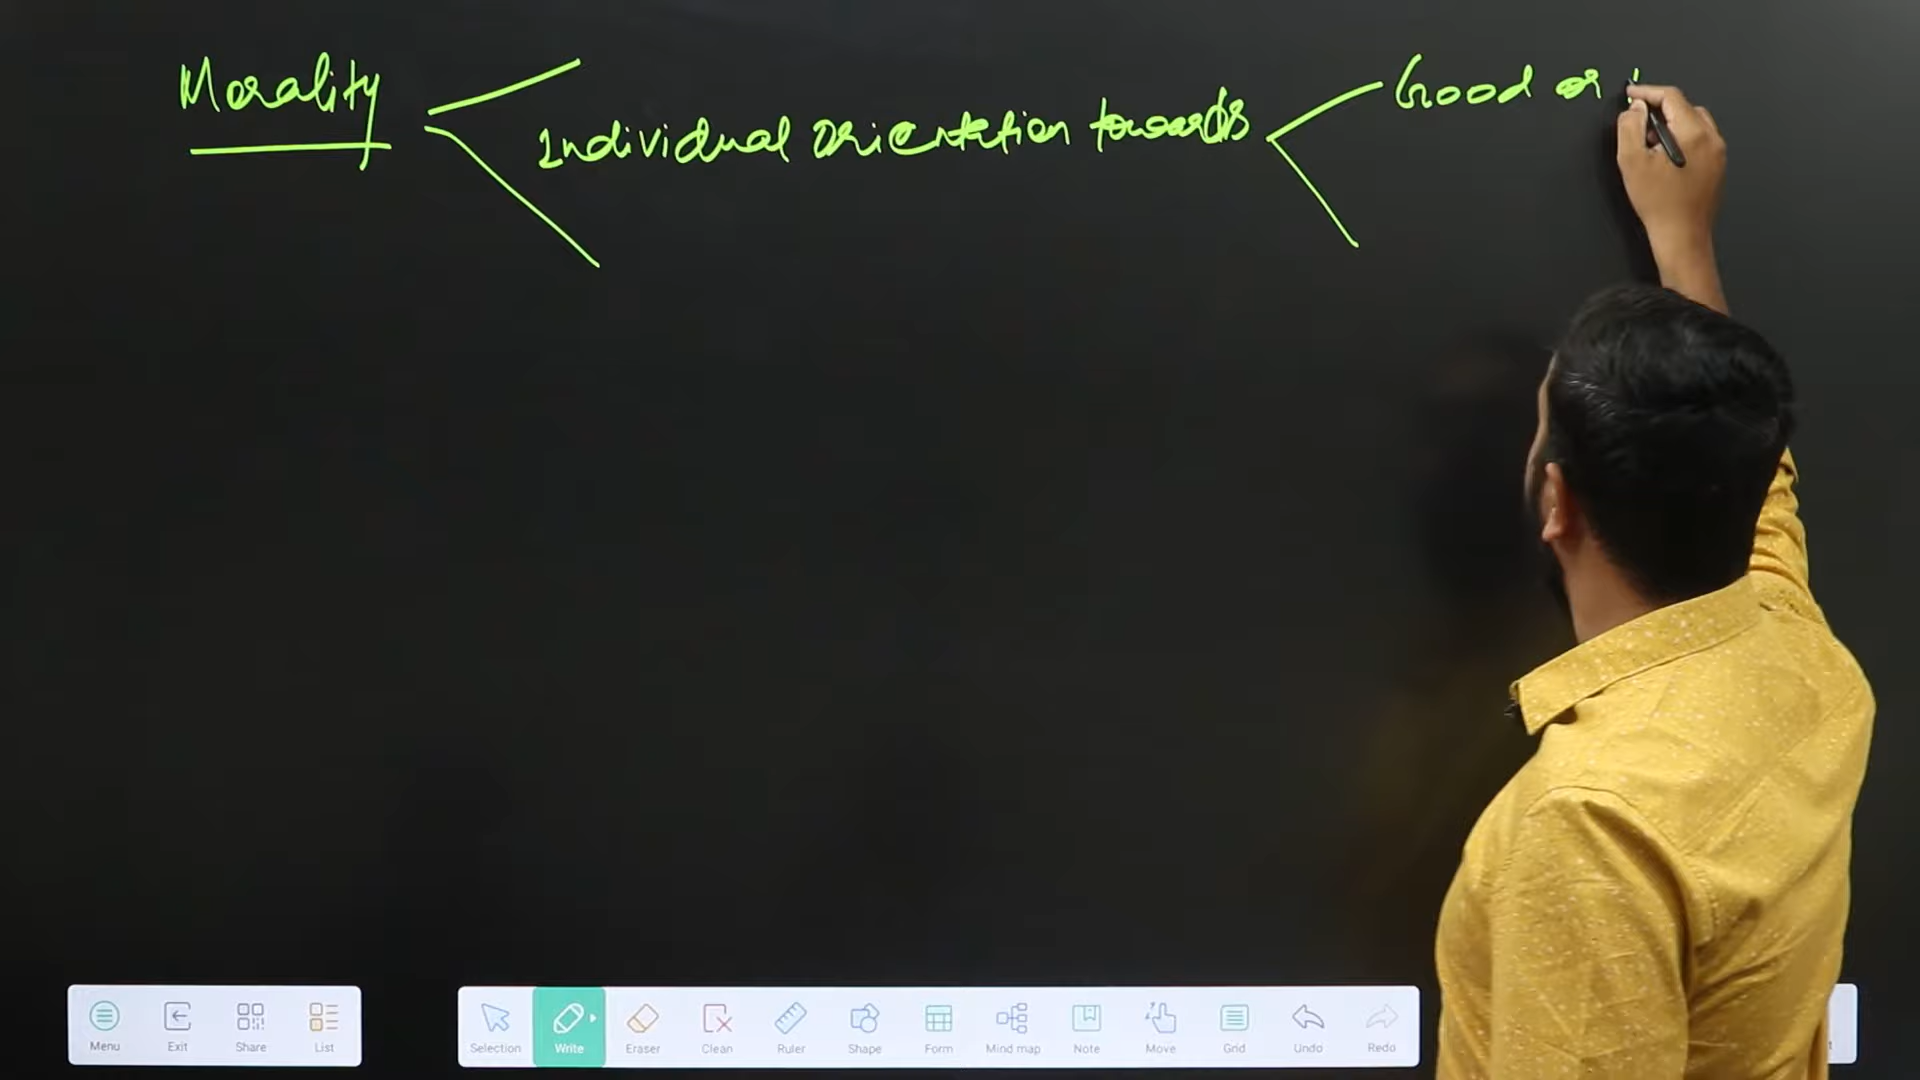 Morality
Individual orientation towards
Good or
Menu
Exit
Share
List
Selection
Write
Eraser
Clean
Ruler
Shape
Form
Mind map
Note
Move
Grid
Undo
Redo